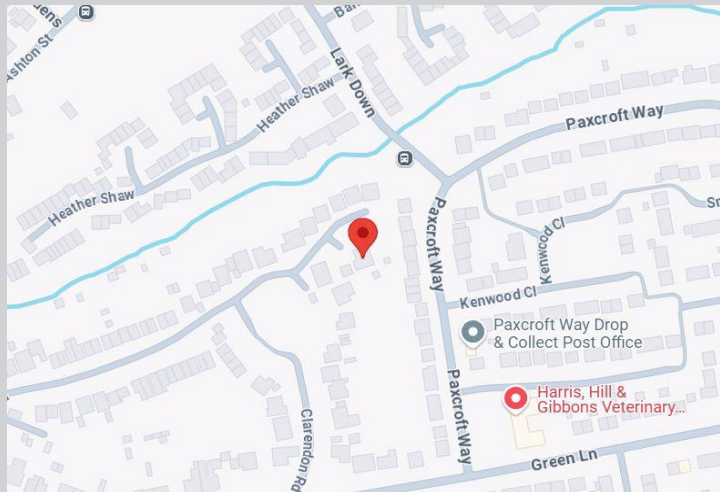 Ashton St
Lark Down
Heather Shaw
Heather Shaw
Paxcroft Way
Paxcroft Way
Kenwood Cl
Kenwood Cl
Paxcroft Way Drop
& Collect Post Office
Paxcroft Way
Harris, Hill &
Gibbons Veterinary...
Clarendon Rd
Green Ln